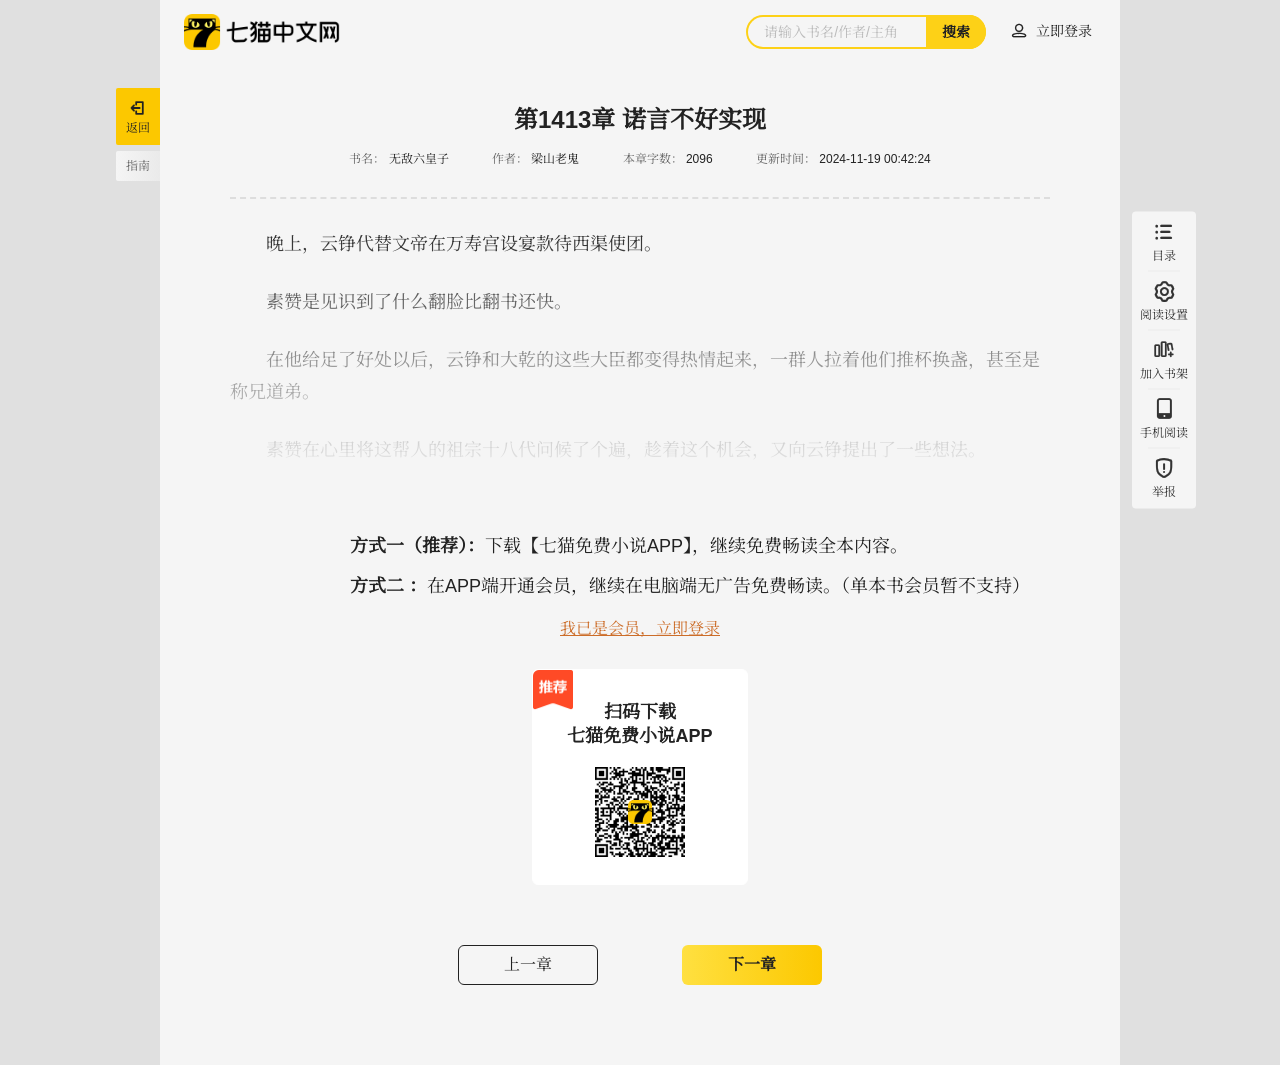 七猫中文网
请输入书名/作者/主角
搜索
立即登录
返回
指南
第1413章 诺言不好实现
书名： 无敌六皇子 作者： 梁山老鬼 本章字数： 2096 更新时间： 2024-11-19 00:42:24
晚上，云铮代替文帝在万寿宫设宴款待西渠使团。
素赞是见识到了什么翻脸比翻书还快。
在他给足了好处以后，云铮和大乾的这些大臣都变得热情起来，一群人拉着他们推杯换盏，甚至是
称兄道弟。
素赞在心里将这帮人的祖宗十八代问候了个遍，趁着这个机会，又向云铮提出了一些想法。
目录
阅读设置
加入书架
手机阅读
举报
方式一（推荐）：下载【七猫免费小说APP】，继续免费畅读全本内容。
方式二 ：在APP端开通会员，继续在电脑端无广告免费畅读。（单本书会员暂不支持）
我已是会员，立即登录
推荐
扫码下载
七猫免费小说APP
上一章
下一章